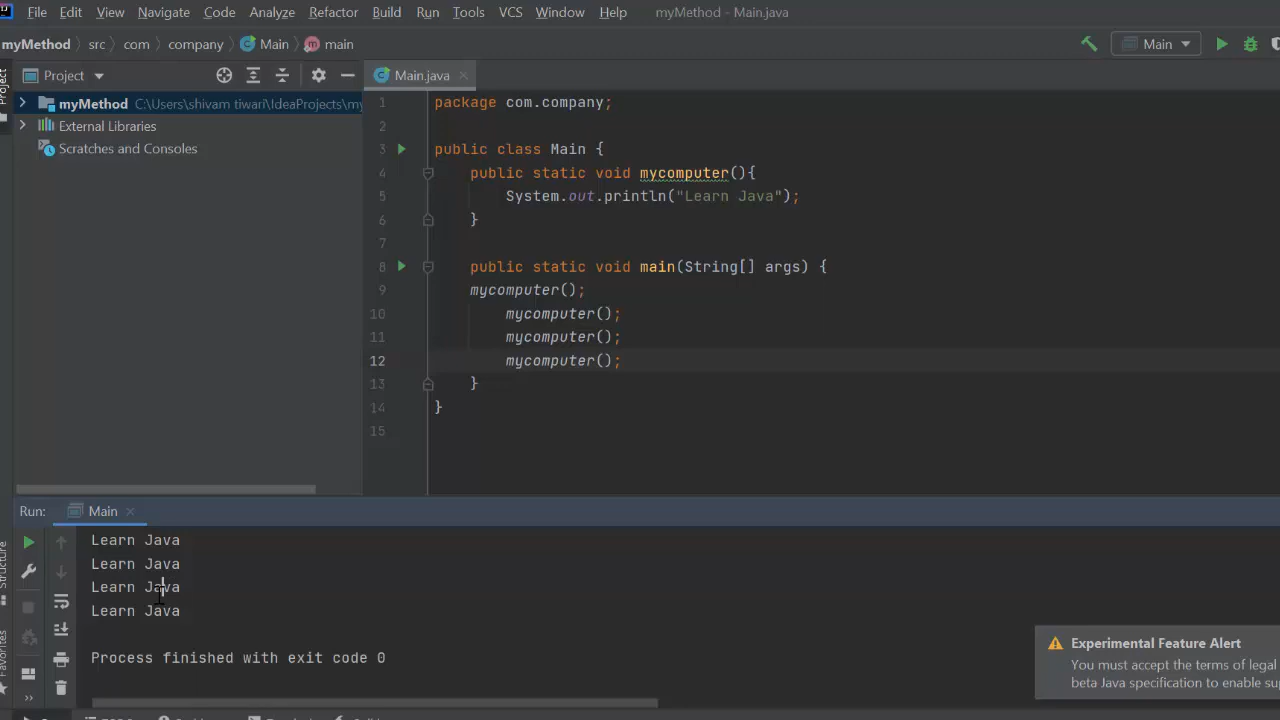 File Edit View Navigate Code Analyze Refactor Build Run Tools VCS Window Help myMethod - Main.java
myMethod src com company Main main Main
Project
Project
Main.java
myMethod C:\Users\shivam tiwari\IdeaProjects\my
External Libraries
Scratches and Consoles
1 package com.company;
2
3 public class Main {
4 public static void mycomputer(){
5 System.out.println("Learn Java");
6 }
7
8 public static void main(String[] args) {
9 mycomputer();
10 mycomputer();
11 mycomputer();
12 mycomputer();
13 }
14 }
15
Run: Main
Learn Java
Learn Java
Learn Java
Learn Java
Process finished with exit code 0
Structure
Favorites
Experimental Feature Alert
You must accept the terms of legal
beta Java specification to enable su